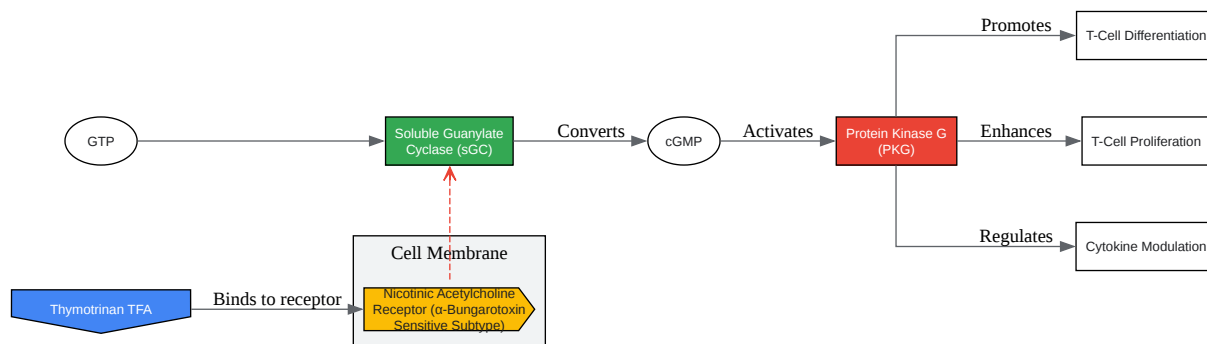 Promotes
T-Cell Differentiation
GTP
Soluble Guanylate
Cyclase (sGC)
Converts
cGMP
Activates
Protein Kinase G
(PKG)
Enhances
T-Cell Proliferation
Regulates
Cytokine Modulation
Cell Membrane
Thymotrinan TFA
Binds to receptor
Nicotinic Acetylcholine
Receptor (α-Bungarotoxin
Sensitive Subtype)